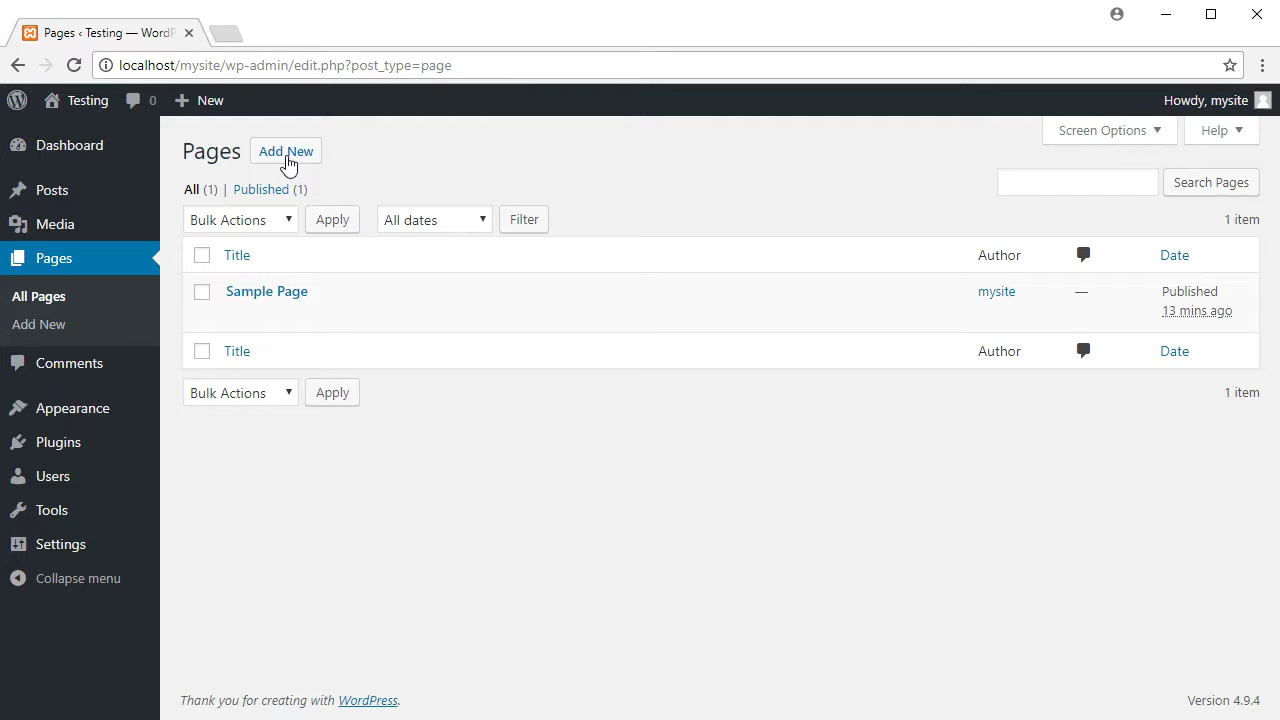 Pages ‹ Testing — WordP
localhost/mysite/wp-admin/edit.php?post_type=page
Testing 0 New Howdy, mysite
Screen Options Help
Pages Add New
All (1) | Published (1)
Search Pages
Bulk Actions Apply All dates Filter 1 item
Title Author Date
Sample Page mysite — Published
13 mins ago
Title Author Date
Bulk Actions Apply 1 item
Dashboard
Posts
Media
Pages
All Pages
Add New
Comments
Appearance
Plugins
Users
Tools
Settings
Collapse menu
Thank you for creating with WordPress. Version 4.9.4